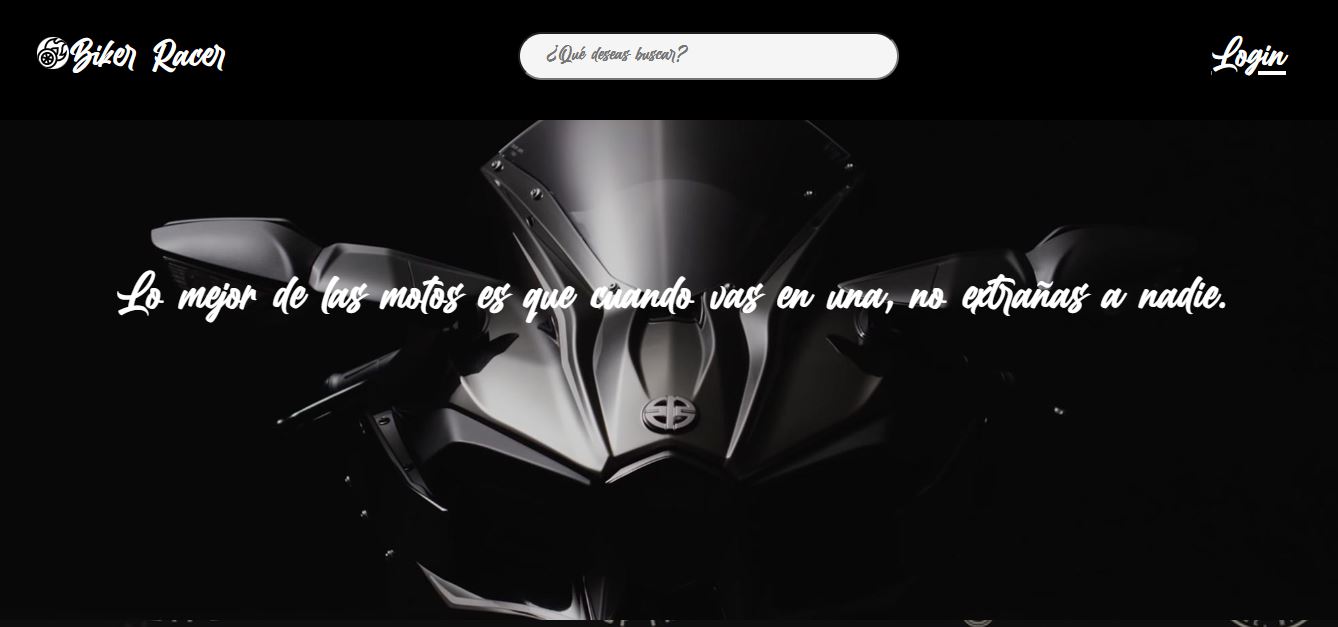 Biker Racer
¿Qué deseas buscar?
Login
Lo mejor de las motos es que cuando vas en una, no extrañas a nadie.